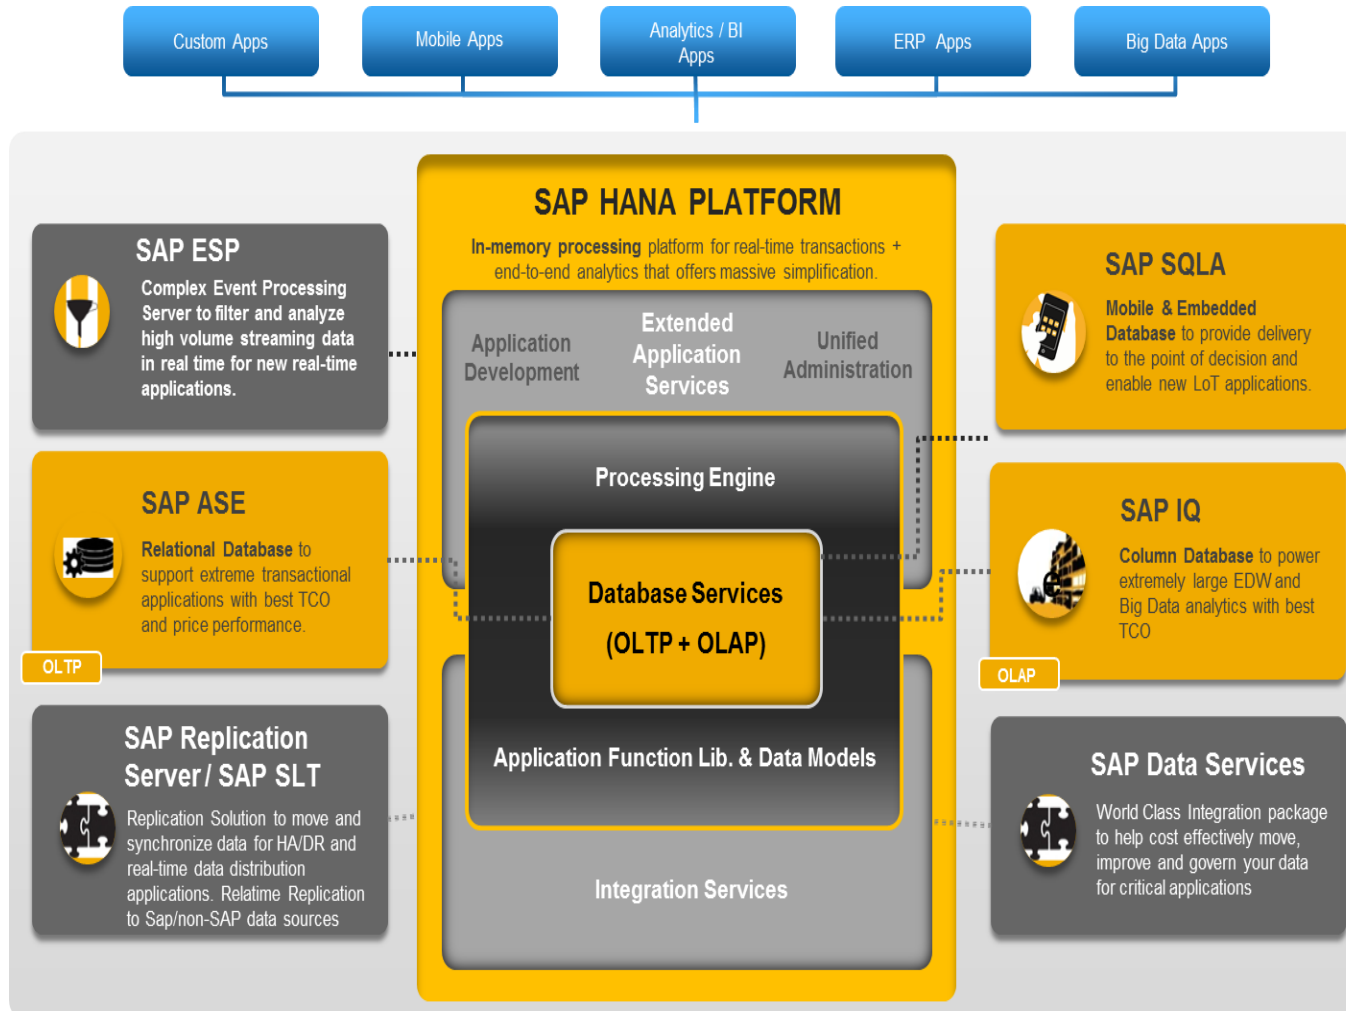 Custom Apps
Mobile Apps
Analytics / BI
Apps
ERP Apps
Big Data Apps
SAP HANA PLATFORM
In-memory processing platform for real-time transactions +
end-to-end analytics that offers massive simplification.
SAP ESP
Complex Event Processing
Server to filter and analyze
high volume streaming data
in real time for new real-time
applications.
SAP ASE
Relational Database to
support extreme transactional
applications with best TCO
and price performance.
OLTP
SAP Replication
Server / SAP SLT
Replication Solution to move and
synchronize data for HA/DR and
real-time data distribution
applications. Relatime Replication
to Sap/non-SAP data sources
Application
Development
Extended
Application
Services
Unified
Administration
Processing Engine
Database Services
(OLTP + OLAP)
Application Function Lib. & Data Models
Integration Services
SAP SQLA
Mobile & Embedded
Database to provide delivery
to the point of decision and
enable new LoT applications.
SAP IQ
Column Database to power
extremely large EDW and
Big Data analytics with best
TCO
e
OLAP
SAP Data Services
World Class Integration package
to help cost effectively move,
improve and govern your data
for critical applications